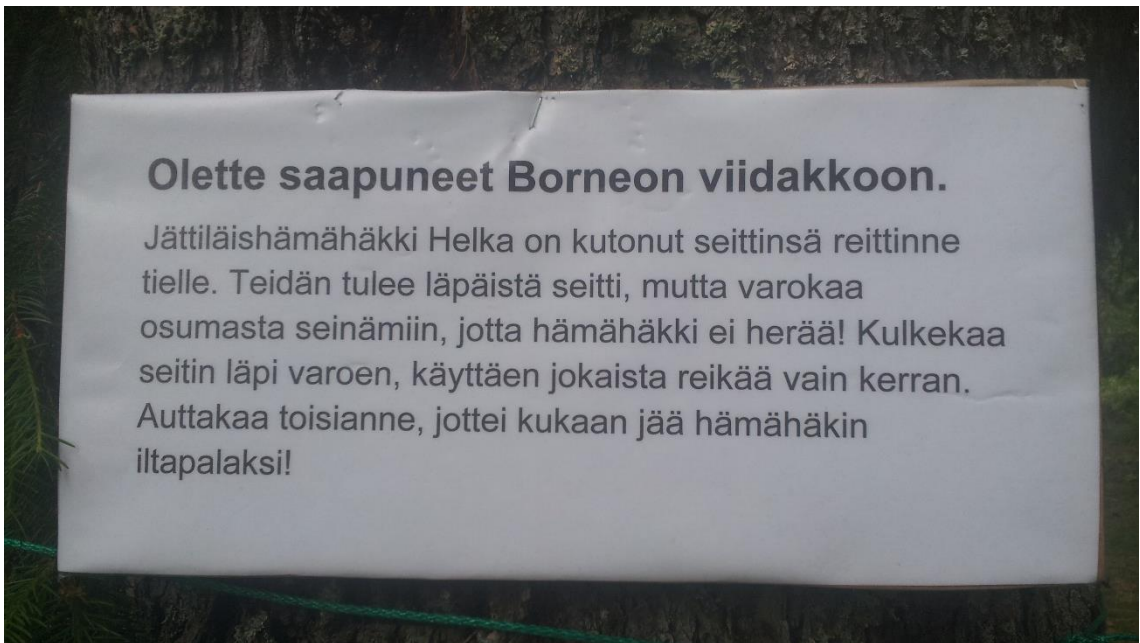 Olette saapuneet Borneon viidakkoon.
Jättiläishämähäkki Helka on kutonut seittinsä reittinne
tielle. Teidän tulee läpäistä seitti, mutta varokaa
osumasta seinämiin, jotta hämähäkki ei herää! Kulkekaa
seitin läpi varoen, käyttäen jokaista reikää vain kerran.
Auttakaa toisianne, jottei kukaan jää hämähäkin
iltapalaksi!